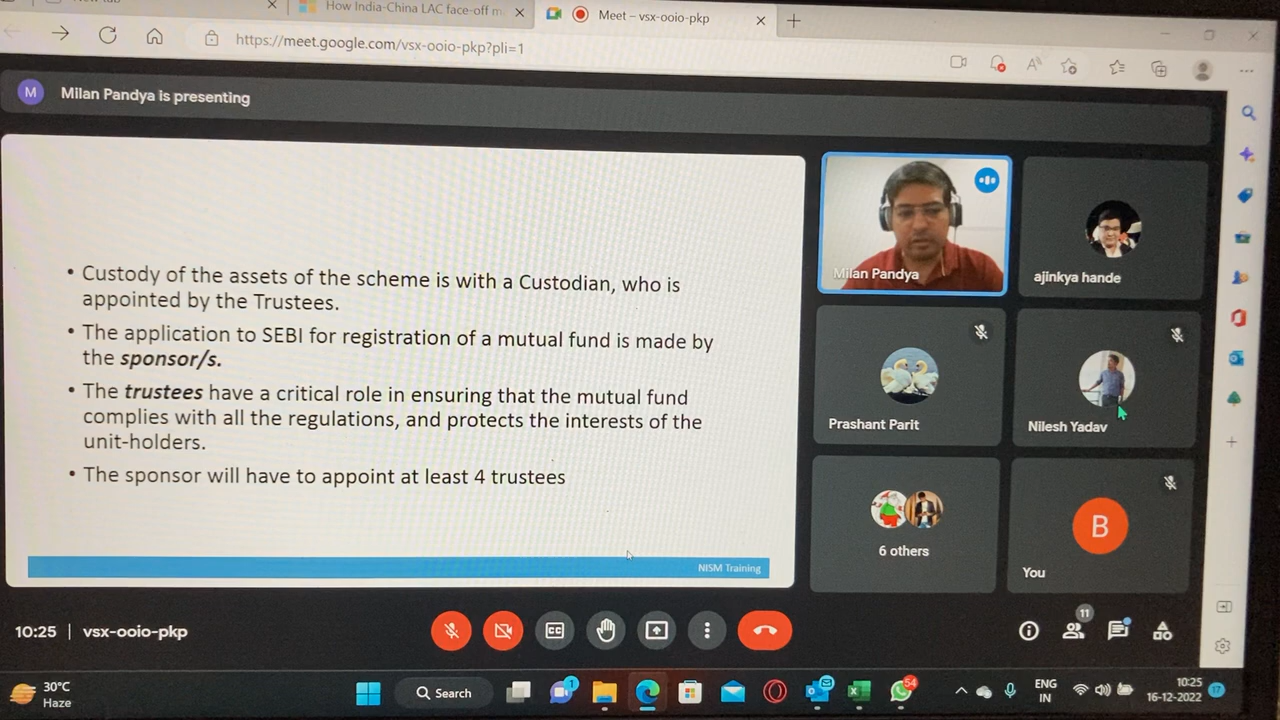 How India-China LAC face-off m
Meet – vsx-ooio-pkp
https://meet.google.com/vsx-ooio-pkp?pli=1
M
Milan Pandya is presenting
• Custody of the assets of the scheme is with a Custodian, who is
appointed by the Trustees.
• The application to SEBI for registration of a mutual fund is made by
the sponsor/s.
• The trustees have a critical role in ensuring that the mutual fund
complies with all the regulations, and protects the interests of the
unit-holders.
• The sponsor will have to appoint at least 4 trustees
NISM Training
Milan Pandya
ajinkya hande
Prashant Parit
Nilesh Yadav
6 others
B
You
10:25 | vsx-ooio-pkp
CC
11
30°C
Haze
Search
1
54
ENG
IN
10:25
16-12-2022
17